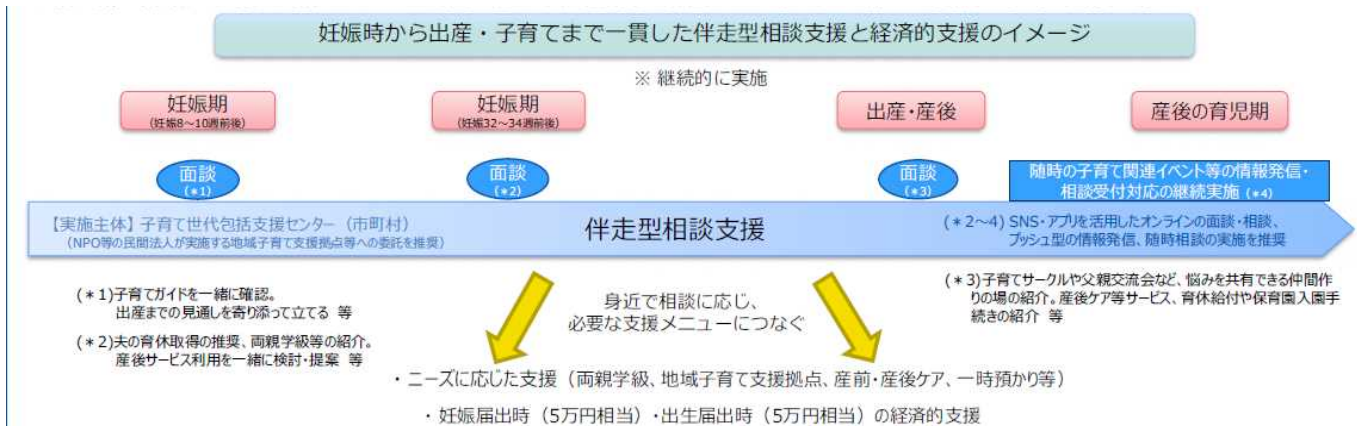 妊娠時から出産・子育てまで一貫した伴走型相談支援と経済的支援のイメージ
※ 継続的に実施
妊娠期
(妊娠8～10週前後)
妊娠期
(妊娠32～34週前後)
出産・産後
産後の育児期
面談
(*1)
面談
(*2)
面談
(*3)
随時の子育て関連イベント等の情報発信・
相談受付対応の継続実施 (*4)
【実施主体】子育て世代包括支援センター（市町村）
（NPO等の民間法人が実施する地域子育て支援拠点等への委託を推奨）
伴走型相談支援
(*2～4) SNS・アプリを活用したオンラインの面談・相談、
プッシュ型の情報発信、随時相談の実施を推奨
(*1)子育てガイドを一緒に確認。
出産までの見通しを寄り添って立てる 等
(*2)夫の育休取得の推奨、両親学級等の紹介。
産後サービス利用を一緒に検討・提案 等
身近で相談に応じ、
必要な支援メニューにつなぐ
(*3)子育てサークルや父親交流会など、悩みを共有できる仲間作
りの場の紹介。産後ケア等サービス、育休給付や保育園入園手
続きの紹介 等
・ニーズに応じた支援（両親学級、地域子育て支援拠点、産前・産後ケア、一時預かり等）
・妊娠届出時（5万円相当）・出生届出時（5万円相当）の経済的支援